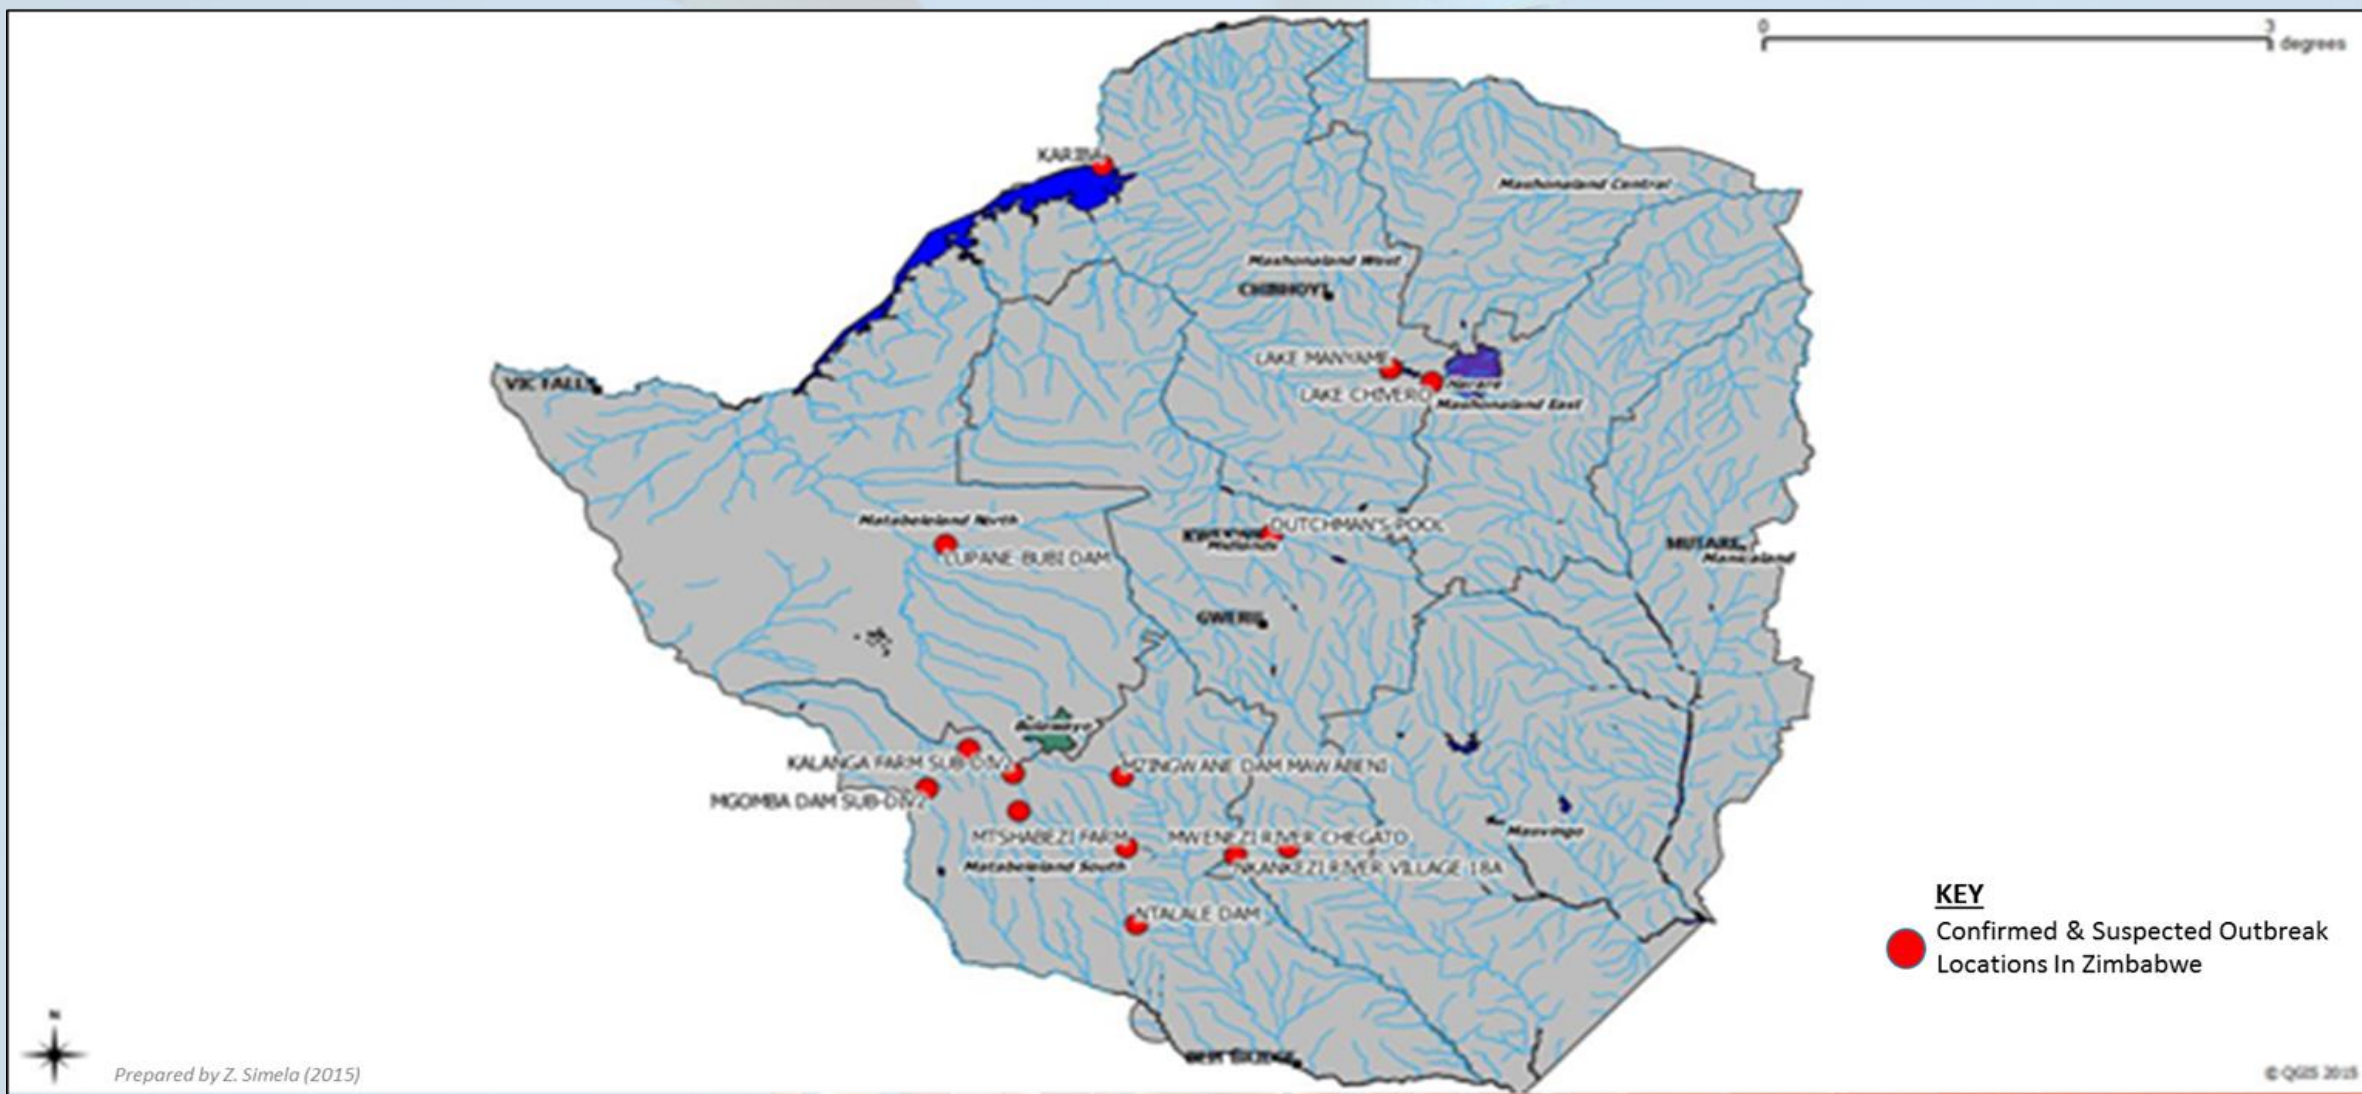 0 3
degrees
KARIBA
Mashonaland Central
Mashonaland West
CHINHOYI
LAKE MANYAME
VIC FALLS
Harare
LAKE CHIVERO
Mashonaland East
Matabeleland North
DUTCHMAN'S POOL
Midlands
MUTARE
Manicaland
LUPANE BUBI DAM
GWERU
Bulawayo
KALANGA FARM SUB-DIV2
MZINGWANE DAM MAWABENI
MGOMBA DAM SUB-DIV2
MTSHABEZI FARM
MWENEZI RIVER CHEGATO
Masvingo
Matabeleland South
NKANKEZI RIVER VILLAGE 18A
NTALALE DAM
KEY
Confirmed & Suspected Outbreak
Locations In Zimbabwe
N
Prepared by Z. Simela (2015)
© QGIS 2015